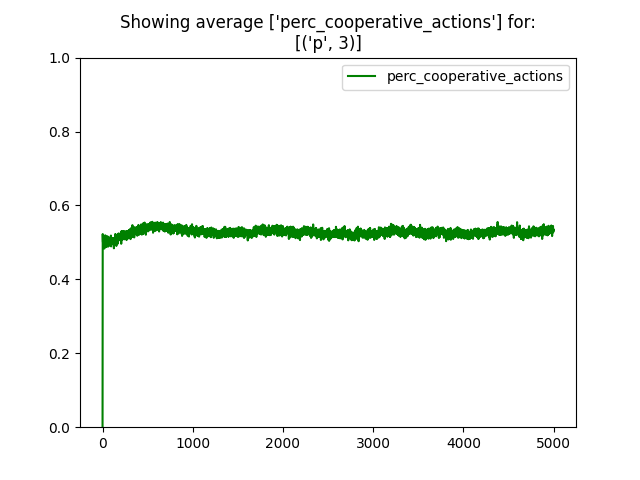 Showing average ['perc_cooperative_actions'] for:
[('p', 3)]
perc_cooperative_actions
1.0
0.8
0.6
0.4
0.2
0.0
0 1000 2000 3000 4000 5000